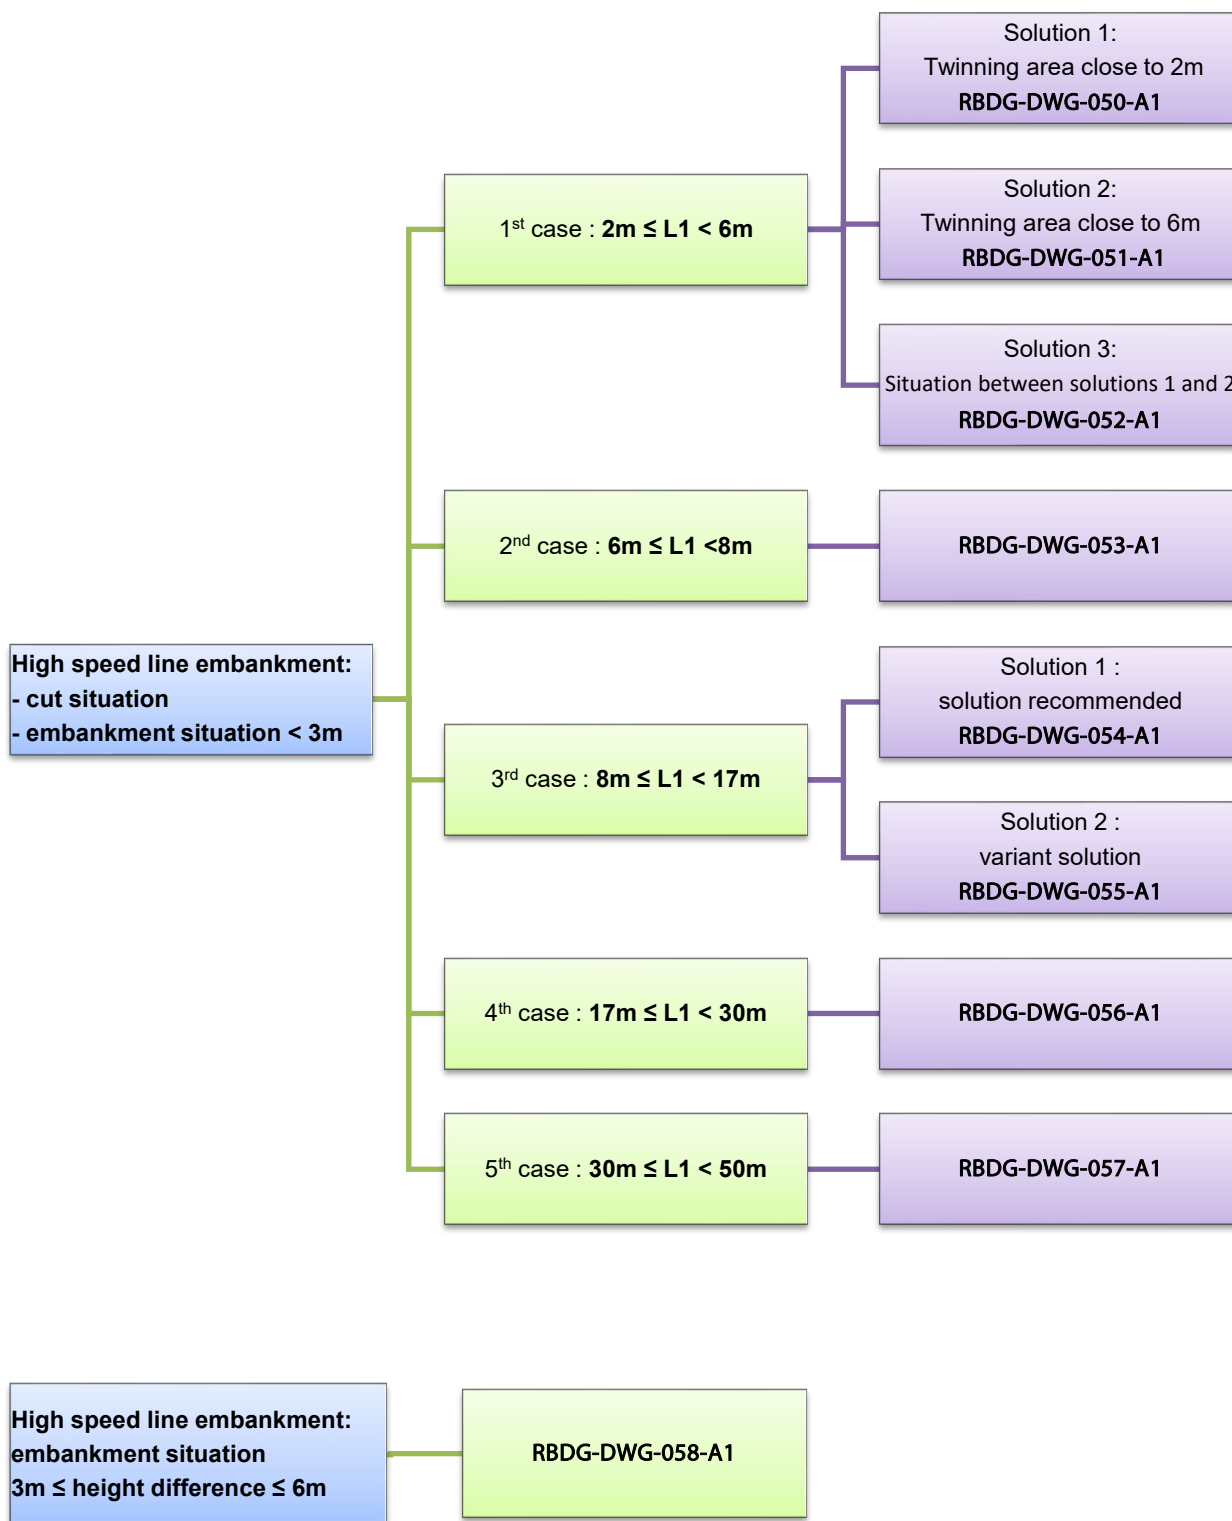 High speed line embankment:
- cut situation
- embankment situation < 3m
1st case : 2m ≤ L1 < 6m
Solution 1:
Twinning area close to 2m
RBDG-DWG-050-A1
Solution 2:
Twinning area close to 6m
RBDG-DWG-051-A1
Solution 3:
Situation between solutions 1 and 2
RBDG-DWG-052-A1
2nd case : 6m ≤ L1 <8m
RBDG-DWG-053-A1
3rd case : 8m ≤ L1 < 17m
Solution 1 :
solution recommended
RBDG-DWG-054-A1
Solution 2 :
variant solution
RBDG-DWG-055-A1
4th case : 17m ≤ L1 < 30m
RBDG-DWG-056-A1
5th case : 30m ≤ L1 < 50m
RBDG-DWG-057-A1
High speed line embankment:
embankment situation
3m ≤ height difference ≤ 6m
RBDG-DWG-058-A1